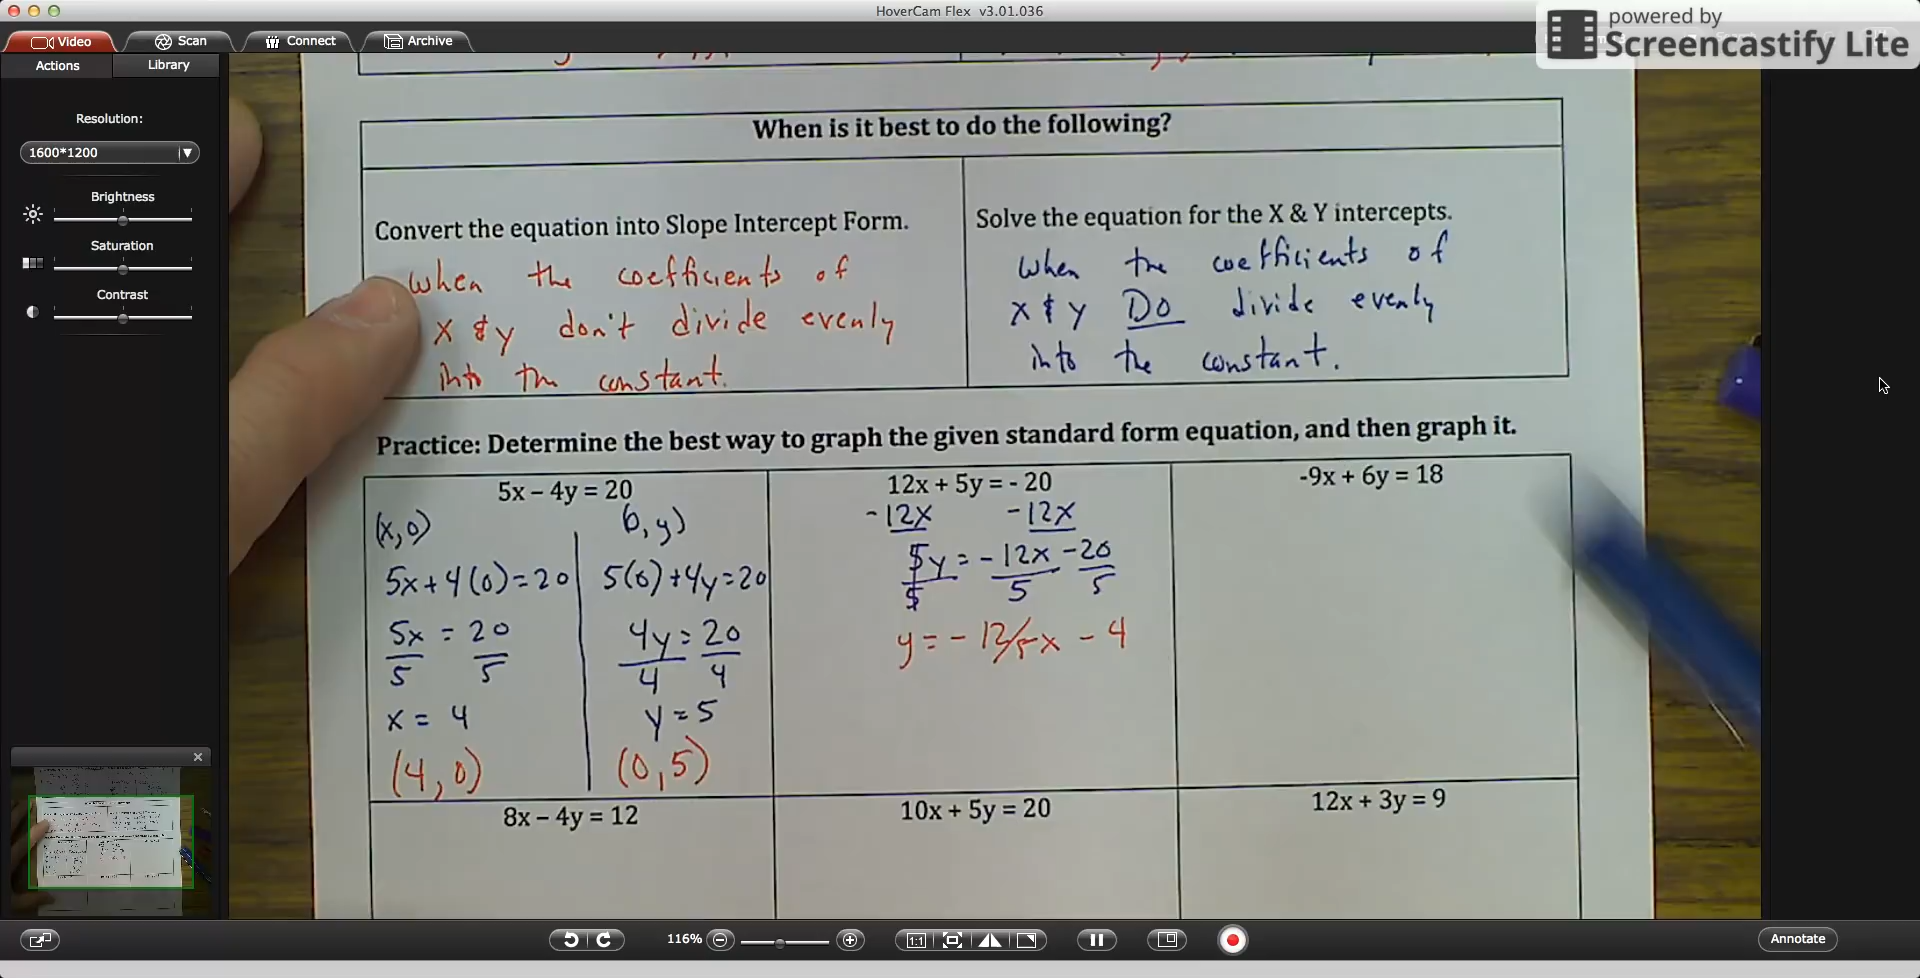 HoverCam Flex v3.01.036
powered by
Screencastify Lite
Video
Scan
Connect
Archive
Actions
Library
Resolution:
1600*1200
Brightness
Saturation
Contrast
When is it best to do the following?
Convert the equation into Slope Intercept Form.
when the coefficients of
x & y don't divide evenly
into the constant.
Solve the equation for the X & Y intercepts.
when the coefficients of
x & y DO divide evenly
into the constant.
Practice: Determine the best way to graph the given standard form equation, and then graph it.
5x – 4y = 20
(x,0)
5x+4(0)=20
5x = 20
5 5
x = 4
(4,0)
(0,y)
5(0)+4y=20
4y=20
4 4
y=5
(0,5)
12x + 5y = - 20
-12x -12x
5y = -12x -20
5 5 5
y = -12/5x - 4
-9x + 6y = 18
8x – 4y = 12
10x + 5y = 20
12x + 3y = 9
116%
1:1
Annotate